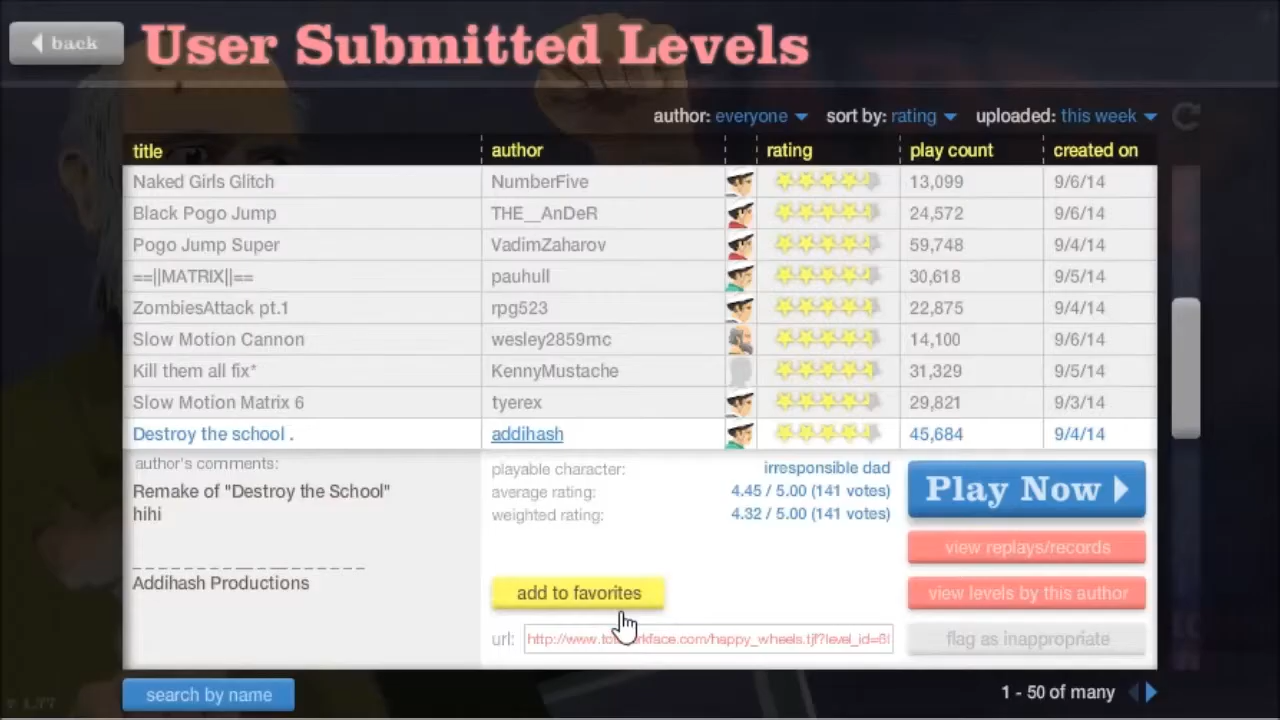 back
User Submitted Levels
author: everyone sort by: rating uploaded: this week
title author rating play count created on
Naked Girls Glitch NumberFive 13,099 9/6/14
Black Pogo Jump THE__AnDeR 24,572 9/6/14
Pogo Jump Super VadimZaharov 59,748 9/4/14
==||MATRIX||== pauhull 30,618 9/5/14
ZombiesAttack pt.1 rpg523 22,875 9/4/14
Slow Motion Cannon wesley2859mc 14,100 9/6/14
Kill them all fix* KennyMustache 31,329 9/5/14
Slow Motion Matrix 6 tyerex 29,821 9/3/14
Destroy the school . addihash 45,684 9/4/14
author's comments:
Remake of "Destroy the School"
hihi
_ _ _ _ _ _ _ _ __ _ __ _ _ _ _ _ _ _
Addihash Productions
playable character: irresponsible dad
average rating: 4.45 / 5.00 (141 votes)
weighted rating: 4.32 / 5.00 (141 votes)
add to favorites
url:
Play Now
view replays/records
view levels by this author
flag as inappropriate
search by name
1 - 50 of many
v 1.77